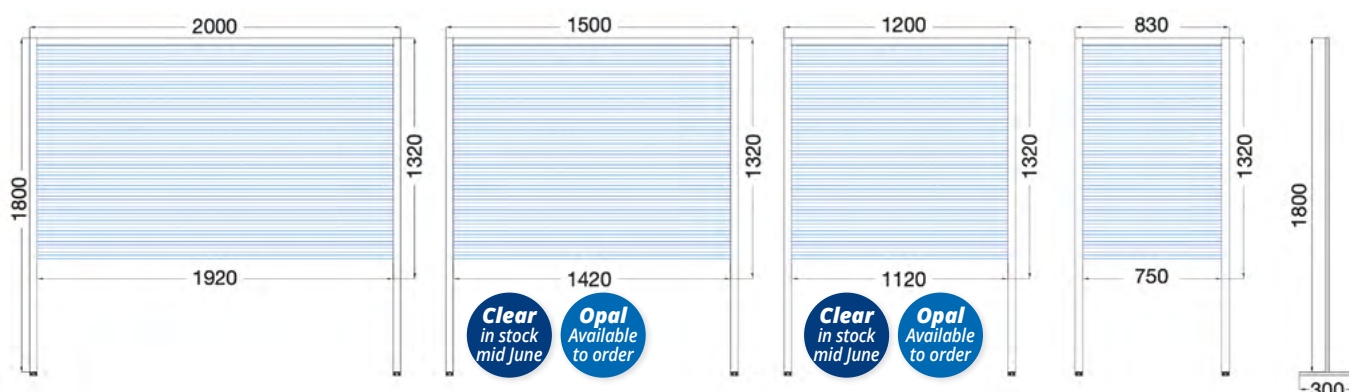 2000
1500
1200
830
1800
1320
1320
1320
1320
1800
1920
1420
1120
750
Clear
in stock
mid June
Opal
Available
to order
Clear
in stock
mid June
Opal
Available
to order
300